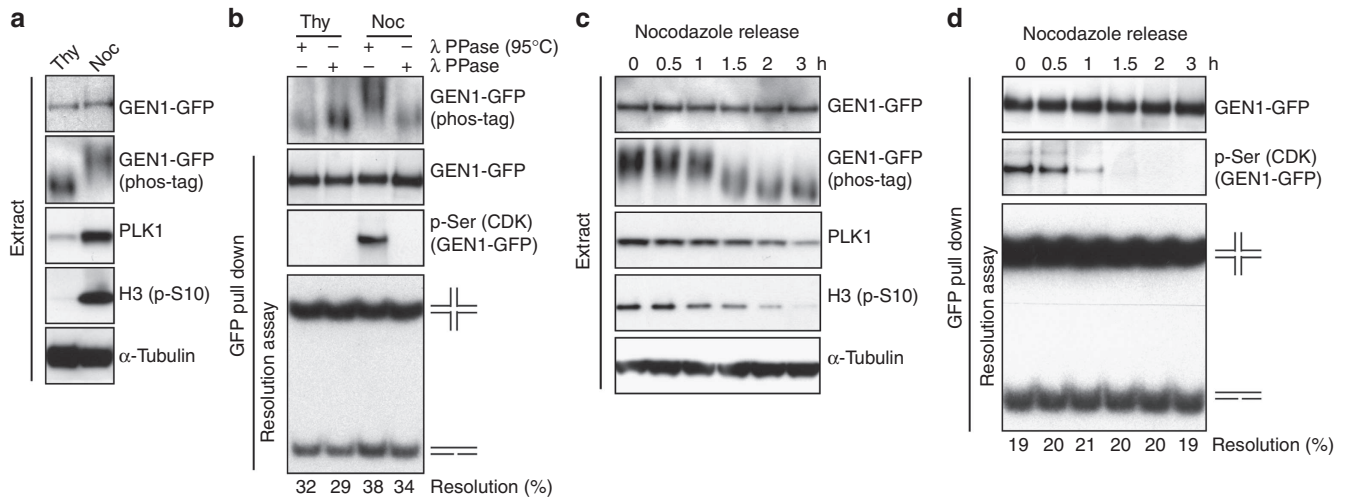 a
Thy Noc
Extract
GEN1-GFP
GEN1-GFP
(phos-tag)
PLK1
H3 (p-S10)
α-Tubulin
b
Thy Noc
+ − + − λ PPase (95°C)
− + − + λ PPase
GEN1-GFP
(phos-tag)
GFP pull down
GEN1-GFP
p-Ser (CDK)
(GEN1-GFP)
Resolution assay
32 29 38 34 Resolution (%)
c
Nocodazole release
0 0.5 1 1.5 2 3 h
Extract
GEN1-GFP
GEN1-GFP
(phos-tag)
PLK1
H3 (p-S10)
α-Tubulin
d
Nocodazole release
0 0.5 1 1.5 2 3 h
GFP pull down
GEN1-GFP
p-Ser (CDK)
(GEN1-GFP)
Resolution assay
19 20 21 20 20 19 Resolution (%)